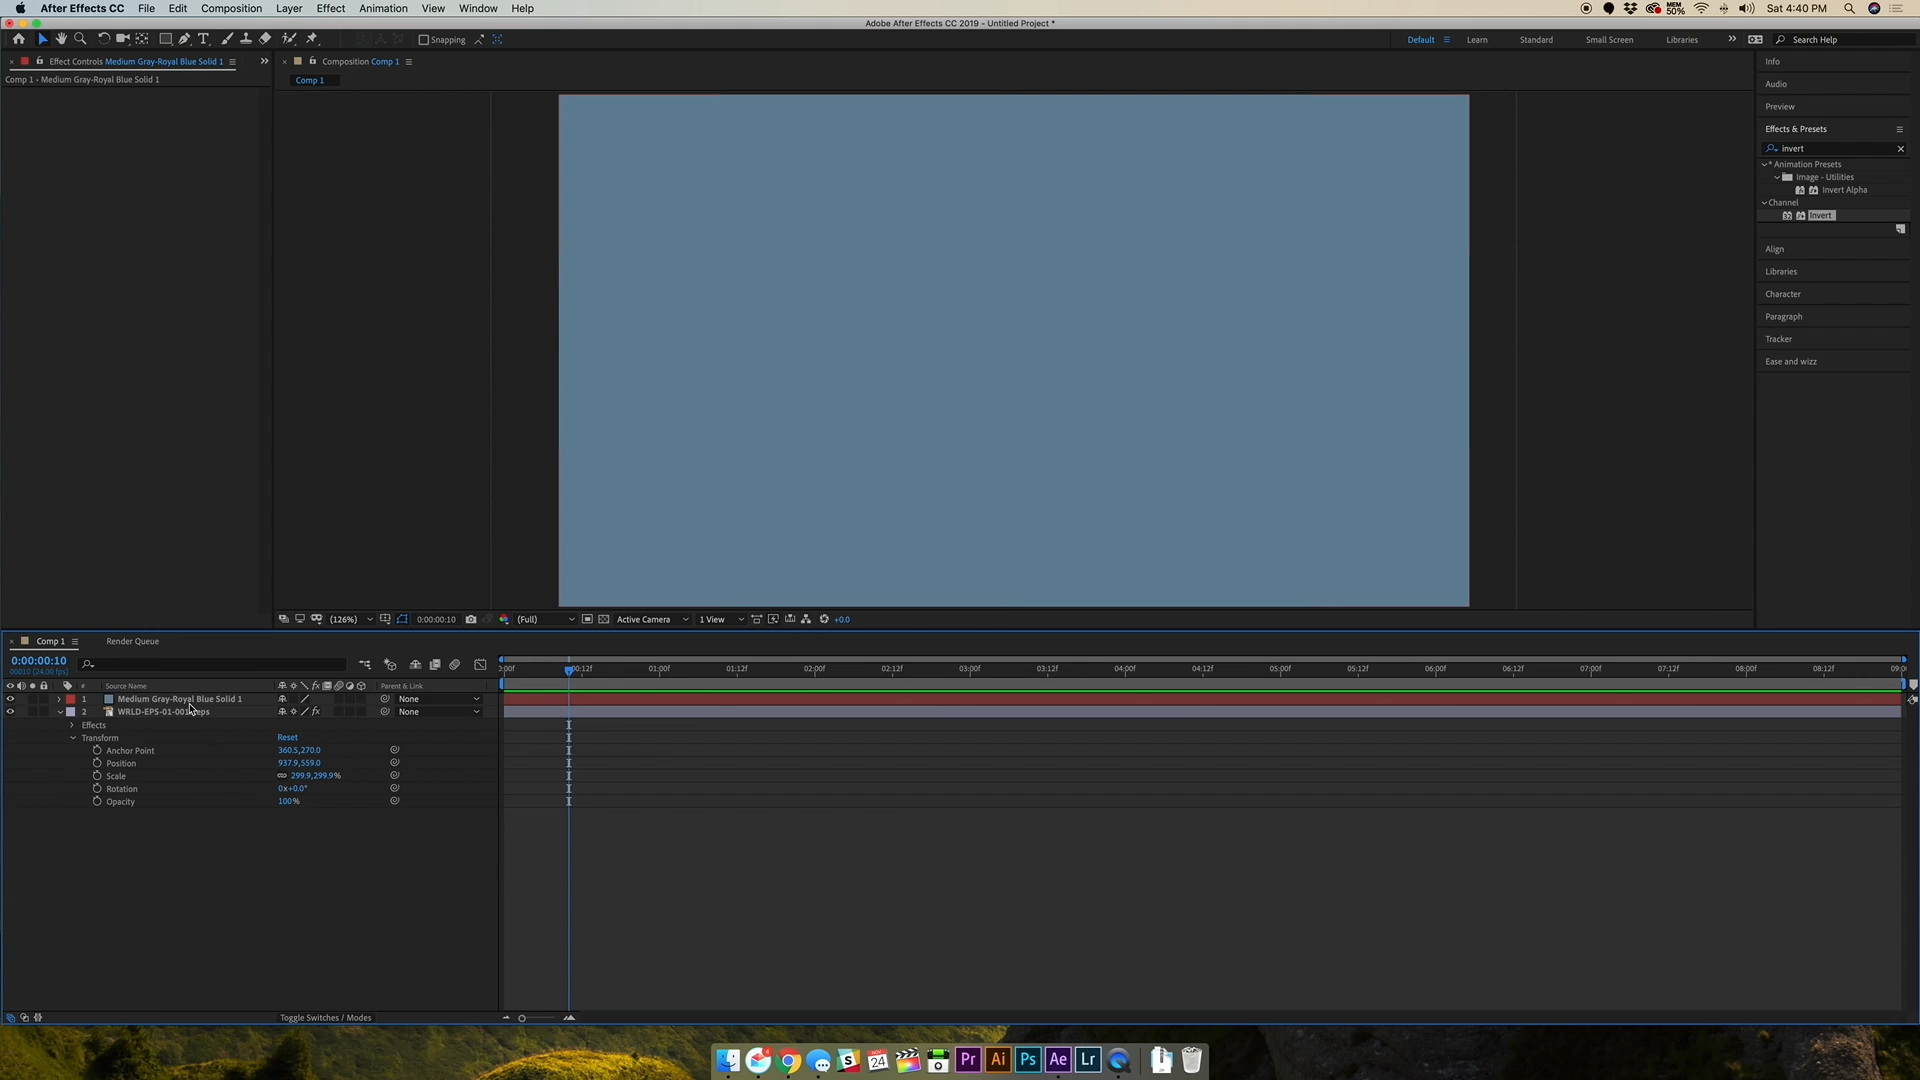 After Effects CC File Edit Composition Layer Effect Animation View Window Help MEM 50% Sat 4:40 PM
Adobe After Effects CC 2019 - Untitled Project *
Snapping Default Learn Standard Small Screen Libraries Search Help
Effect Controls Medium Gray-Royal Blue Solid 1 Composition Comp 1 Info
Comp 1 • Medium Gray-Royal Blue Solid 1 Comp 1
Audio
Preview
Effects & Presets
invert
* Animation Presets
Image - Utilities
Invert Alpha
Channel
Invert
Align
Libraries
Character
Paragraph
Tracker
Ease and wizz
(126%) 0:00:00:10 (Full) Active Camera 1 View +0.0
Comp 1 Render Queue
0:00:00:10
00010 (24.00 fps)
:00f 00:12f 01:00f 01:12f 02:00f 02:12f 03:00f 03:12f 04:00f 04:12f 05:00f 05:12f 06:00f 06:12f 07:00f 07:12f 08:00f 08:12f 09:0
# Source Name fx Parent & Link
1 Medium Gray-Royal Blue Solid 1 None
2 None
Effects
Transform Reset
Anchor Point 360.5,270.0
Position 937.9,559.0
Scale 299.9,299.9%
Rotation 0x+0.0°
Opacity 100%
Toggle Switches / Modes
NOV 24 Pr Ai Ps Ae Lr